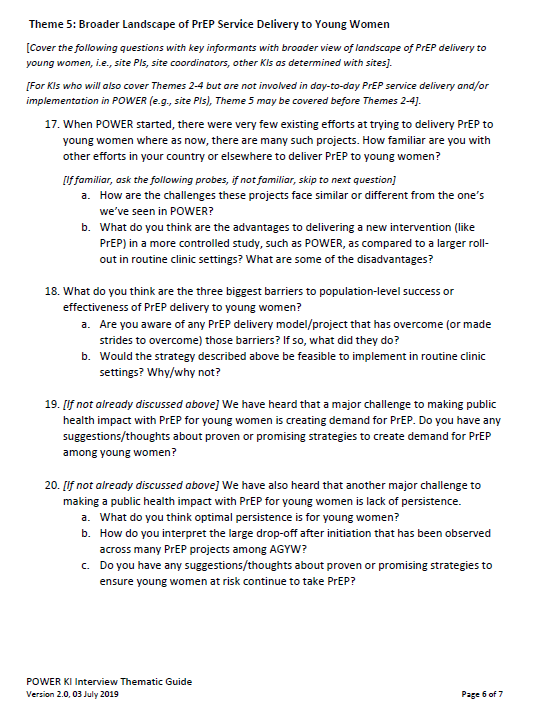 Theme 5: Broader Landscape of PrEP Service Delivery to Young Women
[Cover the following questions with key informants with broader view of landscape of PrEP delivery to
young women, i.e., site PIs, site coordinators, other KIs as determined with sites].
[For KIs who will also cover Themes 2-4 but are not involved in day-to-day PrEP service delivery and/or
implementation in POWER (e.g., site PIs), Theme 5 may be covered before Themes 2-4].
17. When POWER started, there were very few existing efforts at trying to delivery PrEP to
young women where as now, there are many such projects. How familiar are you with
other efforts in your country or elsewhere to deliver PrEP to young women?
[If familiar, ask the following probes, if not familiar, skip to next question]
a. How are the challenges these projects face similar or different from the one's
we've seen in POWER?
b. What do you think are the advantages to delivering a new intervention (like
PrEP) in a more controlled study, such as POWER, as compared to a larger roll-
out in routine clinic settings? What are some of the disadvantages?
18. What do you think are the three biggest barriers to population-level success or
effectiveness of PrEP delivery to young women?
a. Are you aware of any PrEP delivery model/project that has overcome (or made
strides to overcome) those barriers? If so, what did they do?
b. Would the strategy described above be feasible to implement in routine clinic
settings? Why/why not?
19. [If not already discussed above] We have heard that a major challenge to making public
health impact with PrEP for young women is creating demand for PrEP. Do you have any
suggestions/thoughts about proven or promising strategies to create demand for PrEP
among young women?
20. [If not already discussed above] We have also heard that another major challenge to
making a public health impact with PrEP for young women is lack of persistence.
a. What do you think optimal persistence is for young women?
b. How do you interpret the large drop-off after initiation that has been observed
across many PrEP projects among AGYW?
c. Do you have any suggestions/thoughts about proven or promising strategies to
ensure young women at risk continue to take PrEP?
POWER KI Interview Thematic Guide
Version 2.0, 03 July 2019 Page 6 of 7